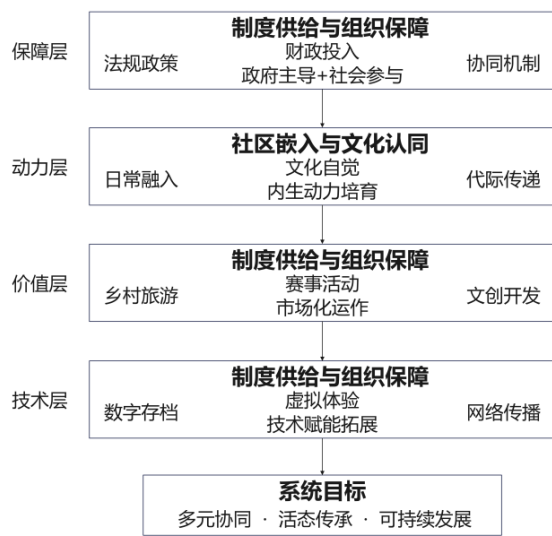 制度供给与组织保障
保障层
法规政策
财政投入
协同机制
政府主导+社会参与
社区嵌入与文化认同
动力层
日常融入
文化自觉
代际传递
内生动力培育
制度供给与组织保障
价值层
乡村旅游
赛事活动
文创开发
市场化运作
制度供给与组织保障
技术层
数字存档
虚拟体验
网络传播
技术赋能拓展
系统目标
多元协同 · 活态传承 · 可持续发展